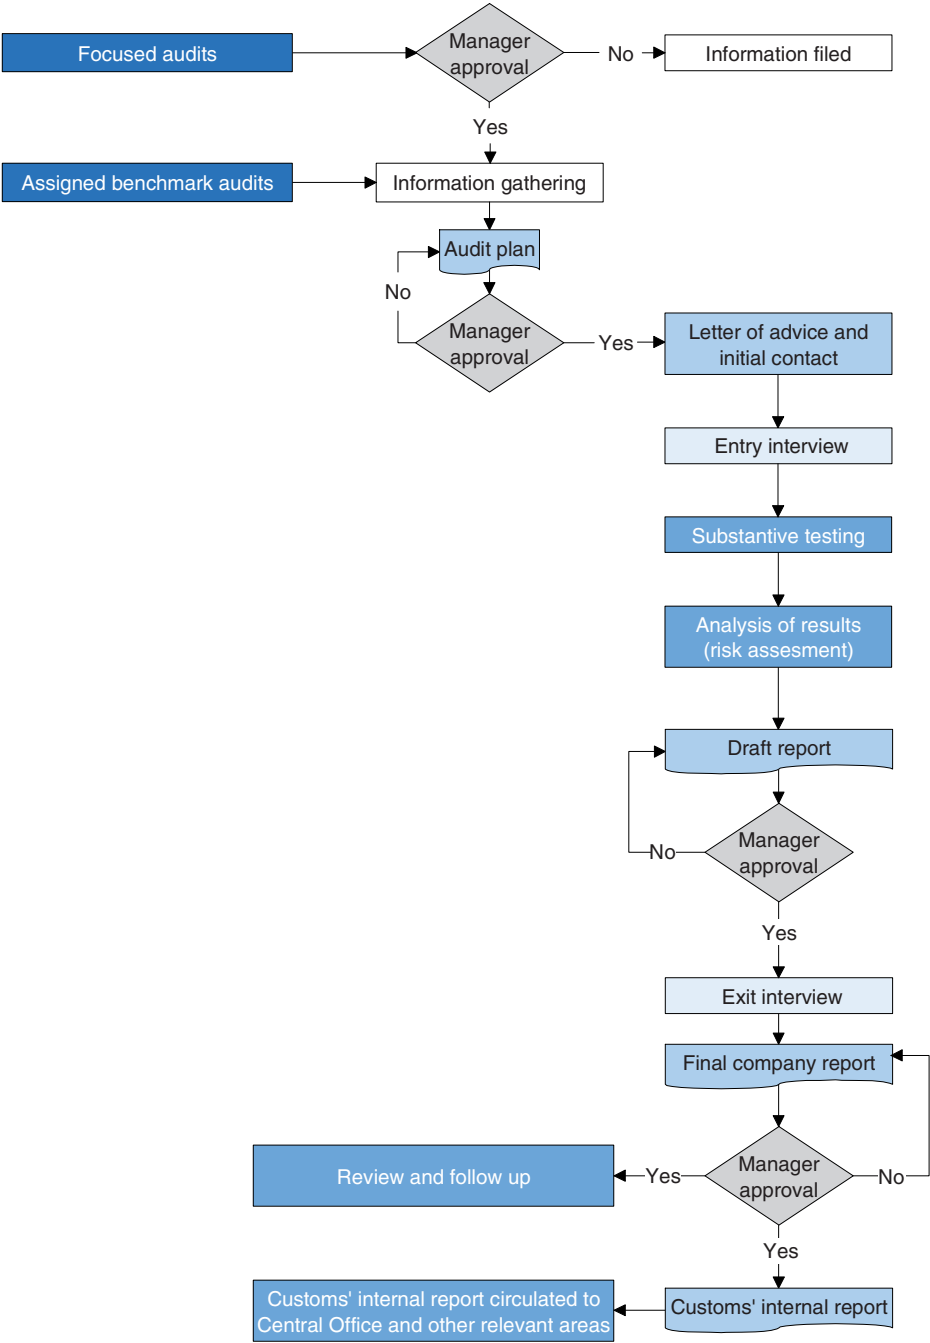 Focused audits
Manager
approval
No
Information filed
Yes
Assigned benchmark audits
Information gathering
Audit plan
No
Manager
approval
Yes
Letter of advice and
initial contact
Entry interview
Substantive testing
Analysis of results
(risk assesment)
Draft report
No
Manager
approval
Yes
Exit interview
Final company report
Review and follow up
Yes
Manager
approval
No
Yes
Customs' internal report circulated to
Central Office and other relevant areas
Customs' internal report